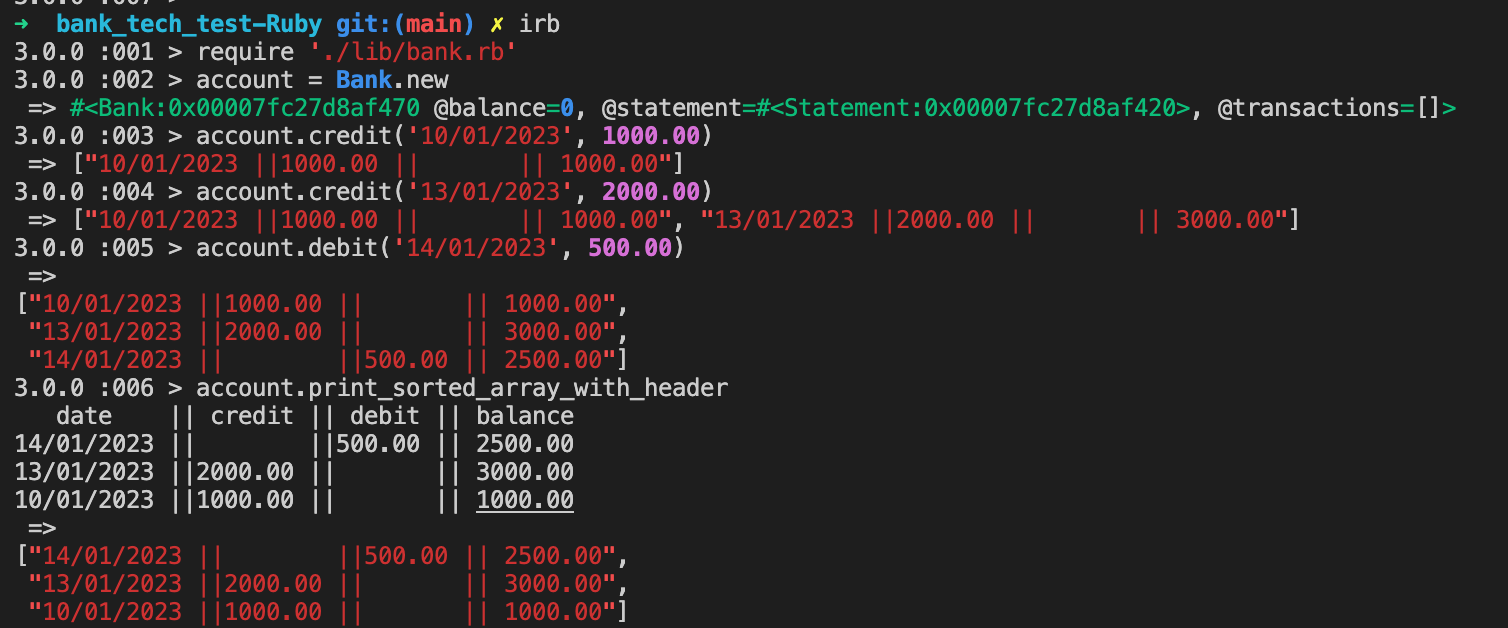 ➜  bank_tech_test-Ruby git:(main) ✗ irb
3.0.0 :001 > require './lib/bank.rb'
3.0.0 :002 > account = Bank.new
 => #<Bank:0x00007fc27d8af470 @balance=0, @statement=#<Statement:0x00007fc27d8af420>, @transactions=[]>
3.0.0 :003 > account.credit('10/01/2023', 1000.00)
 => ["10/01/2023 ||1000.00 ||       || 1000.00"]
3.0.0 :004 > account.credit('13/01/2023', 2000.00)
 => ["10/01/2023 ||1000.00 ||       || 1000.00", "13/01/2023 ||2000.00 ||       || 3000.00"]
3.0.0 :005 > account.debit('14/01/2023', 500.00)
 =>
["10/01/2023 ||1000.00 ||       || 1000.00",
 "13/01/2023 ||2000.00 ||       || 3000.00",
 "14/01/2023 ||        ||500.00 || 2500.00"]
3.0.0 :006 > account.print_sorted_array_with_header
   date    || credit || debit || balance
14/01/2023 ||        ||500.00 || 2500.00
13/01/2023 ||2000.00 ||       || 3000.00
10/01/2023 ||1000.00 ||       || 1000.00
 =>
["14/01/2023 ||        ||500.00 || 2500.00",
 "13/01/2023 ||2000.00 ||       || 3000.00",
 "10/01/2023 ||1000.00 ||       || 1000.00"]